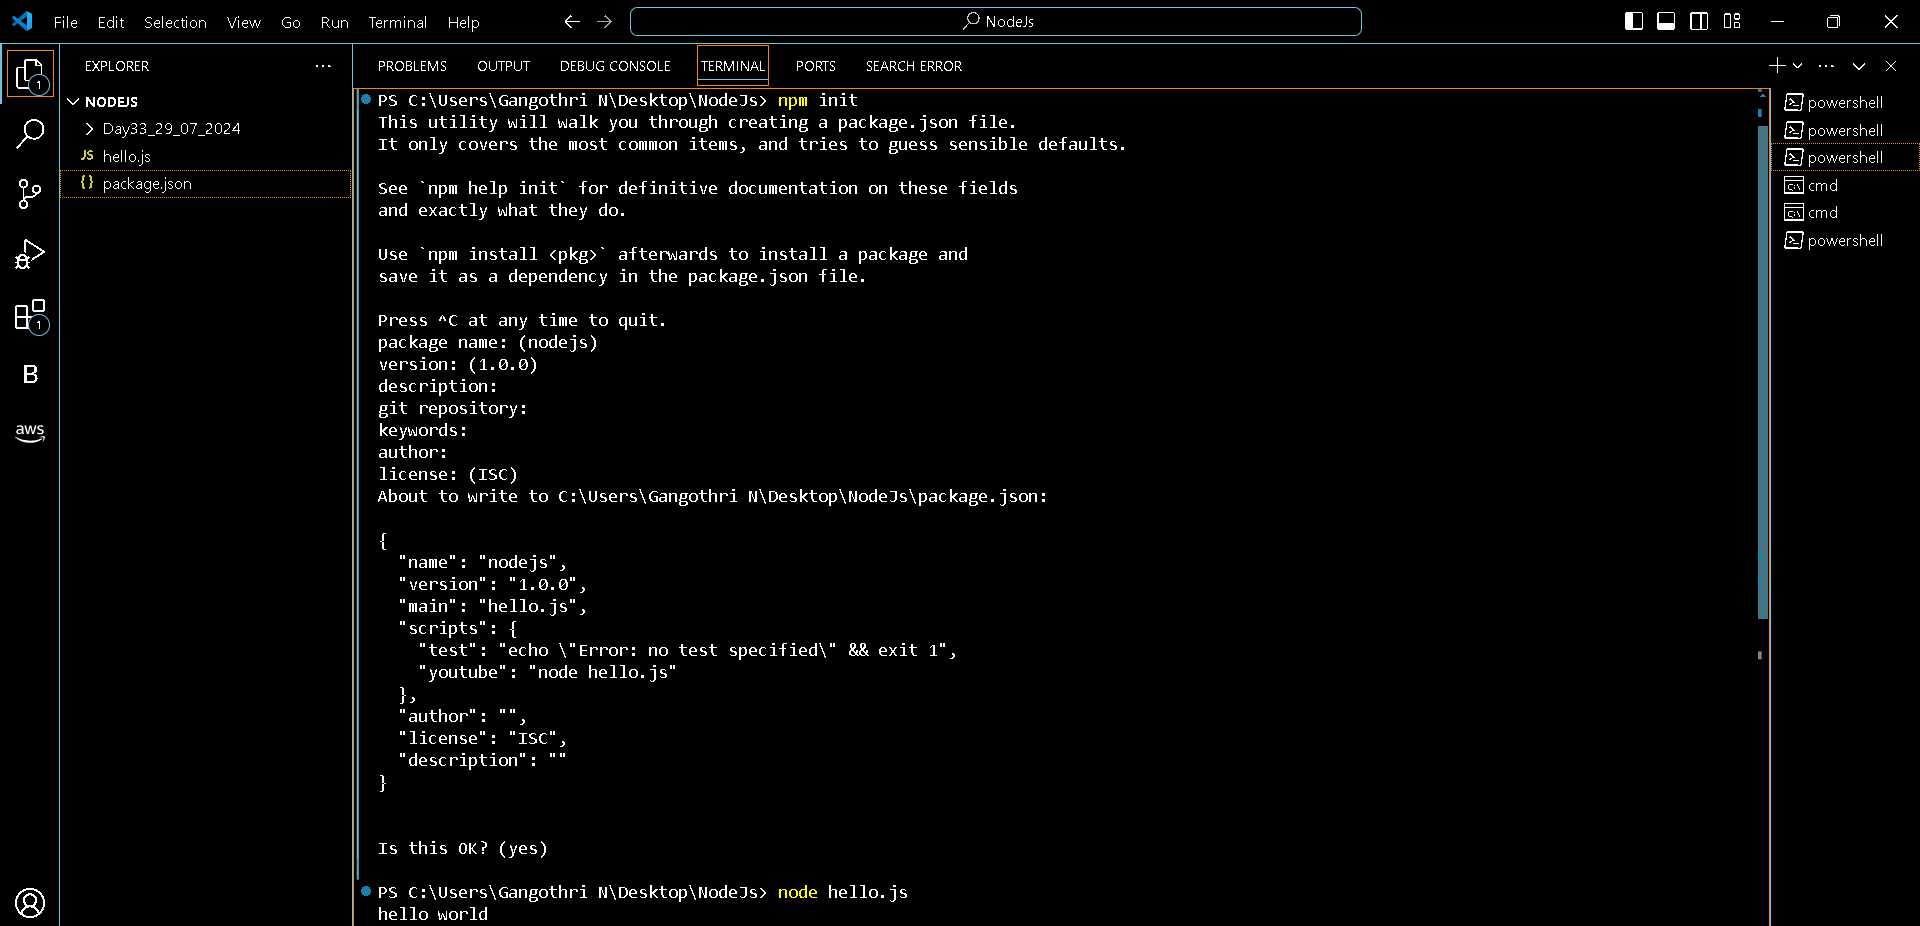 File Edit Selection View Go Run Terminal Help
NodeJs
EXPLORER
PROBLEMS OUTPUT DEBUG CONSOLE TERMINAL PORTS SEARCH ERROR
1
NODEJS
Day33_29_07_2024
JS hello.js
{} package.json
1
B
aws
PS C:\Users\Gangothri N\Desktop\NodeJs> npm init
This utility will walk you through creating a package.json file.
It only covers the most common items, and tries to guess sensible defaults.
See `npm help init` for definitive documentation on these fields
and exactly what they do.
Use `npm install <pkg>` afterwards to install a package and
save it as a dependency in the package.json file.
Press ^C at any time to quit.
package name: (nodejs)
version: (1.0.0)
description:
git repository:
keywords:
author:
license: (ISC)
About to write to C:\Users\Gangothri N\Desktop\NodeJs\package.json:
{
  "name": "nodejs",
  "version": "1.0.0",
  "main": "hello.js",
  "scripts": {
    "test": "echo \"Error: no test specified\" && exit 1",
    "youtube": "node hello.js"
  },
  "author": "",
  "license": "ISC",
  "description": ""
}
Is this OK? (yes)
PS C:\Users\Gangothri N\Desktop\NodeJs> node hello.js
hello world
powershell
powershell
powershell
cmd
cmd
powershell